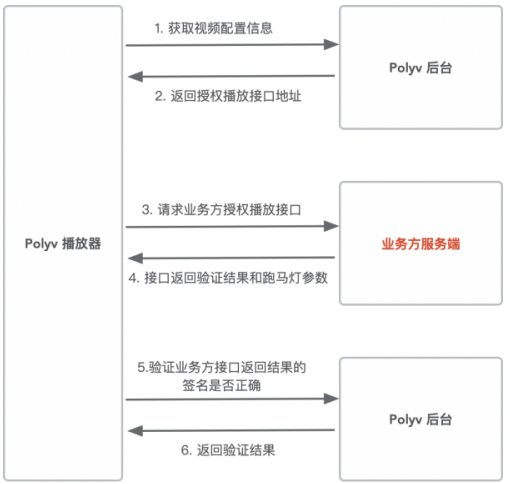 1. 获取视频配置信息
Polyv 后台
2. 返回授权播放接口地址
3. 请求业务方授权播放接口
Polyv 播放器
业务方服务端
4. 接口返回验证结果和跑马灯参数
5.验证业务方接口返回结果的
签名是否正确
Polyv 后台
6. 返回验证结果